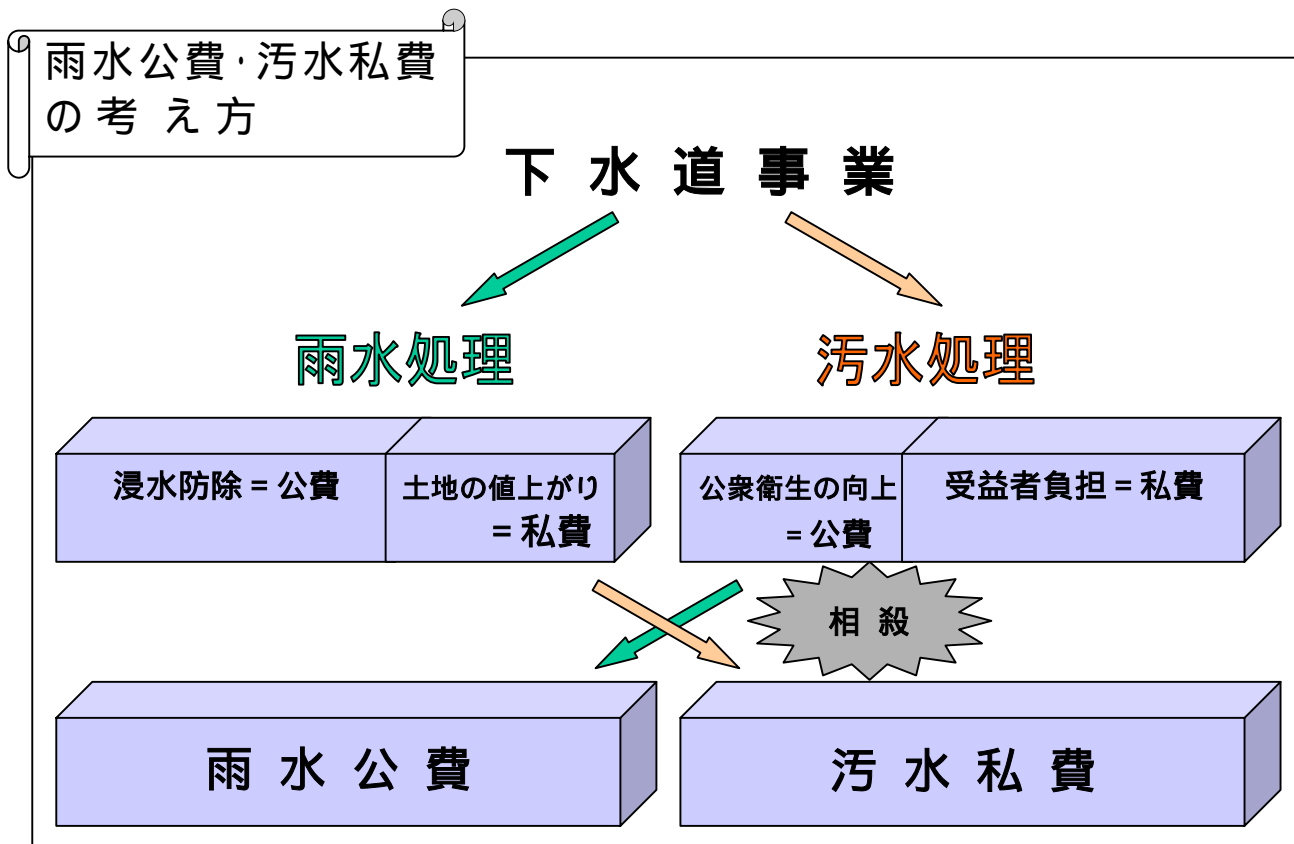 雨水公費・汚水私費
の考え方
下水道事業
雨水処理
汚水処理
浸水防除=公費
土地の値上がり
=私費
公衆衛生の向上
=公費
受益者負担=私費
相殺
雨水公費
汚水私費